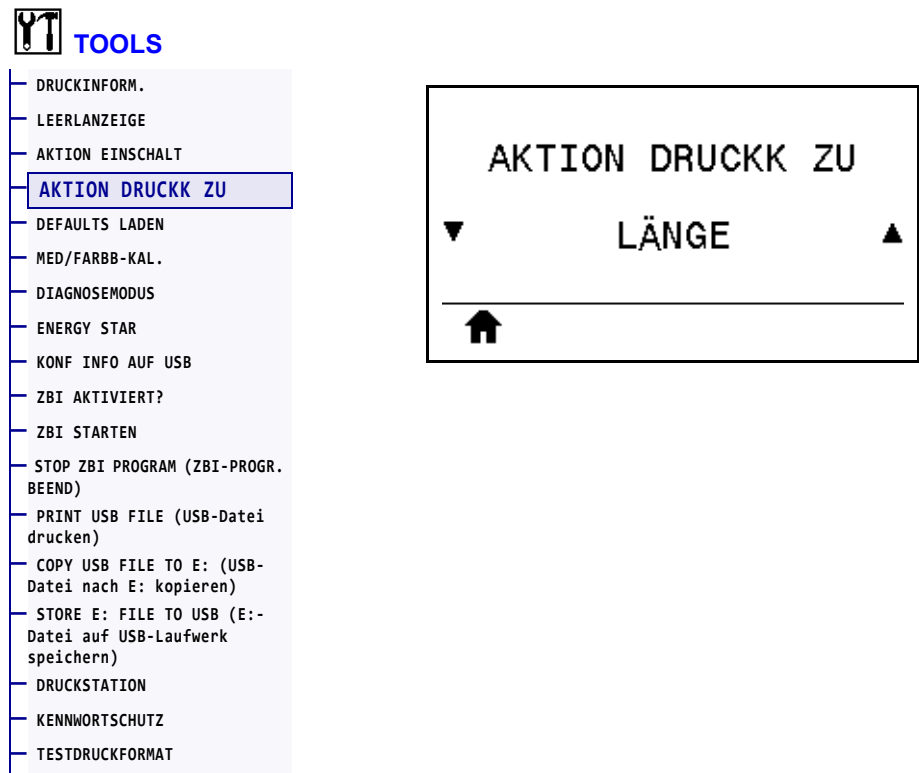 TOOLS
DRUCKINFORM.
LEERLANZEIGE
AKTION EINSCHALT
AKTION DRUCKK ZU
DEFAULTS LADEN
MED/FARBB-KAL.
DIAGNOSEMODUS
ENERGY STAR
KONF INFO AUF USB
ZBI AKTIVIERT?
ZBI STARTEN
STOP ZBI PROGRAM (ZBI-PROGR.
BEEND)
PRINT USB FILE (USB-Datei
drucken)
COPY USB FILE TO E: (USB-
Datei nach E: kopieren)
STORE E: FILE TO USB (E:-
Datei auf USB-Laufwerk
speichern)
DRUCKSTATION
KENNWORTSCHUTZ
TESTDRUCKFORMAT
AKTION DRUCKK ZU
LÄNGE